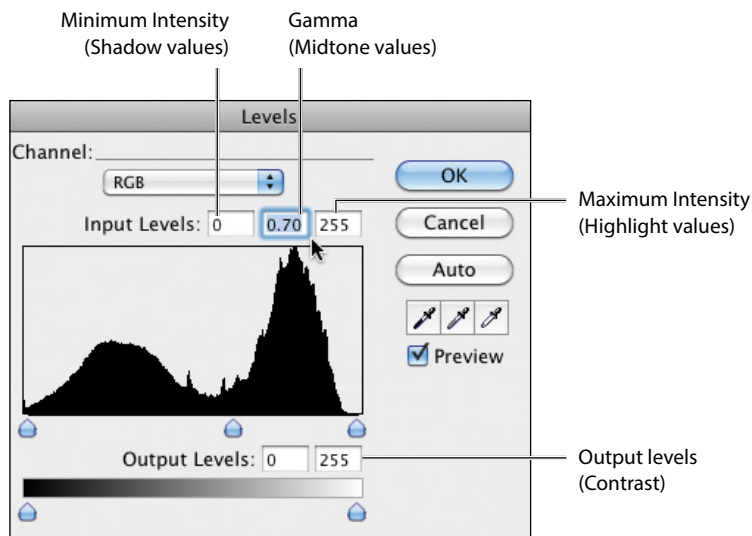 Minimum Intensity
(Shadow values)
Gamma
(Midtone values)
Levels
Channel:
RGB
OK
Input Levels: 0 0.70 255
Maximum Intensity
(Highlight values)
Cancel
Auto
Preview
Output Levels: 0 255
Output levels
(Contrast)